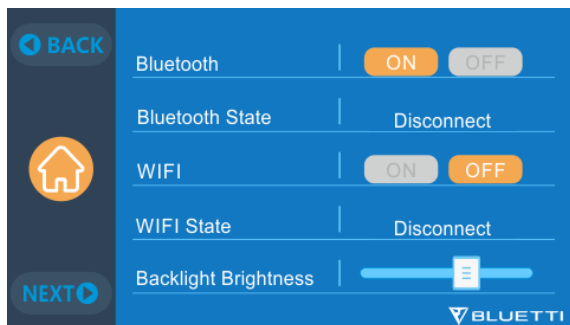 BACK
Bluetooth ON OFF
Bluetooth State Disconnect
WIFI ON OFF
WIFI State Disconnect
Backlight Brightness
NEXT
BLUETTI